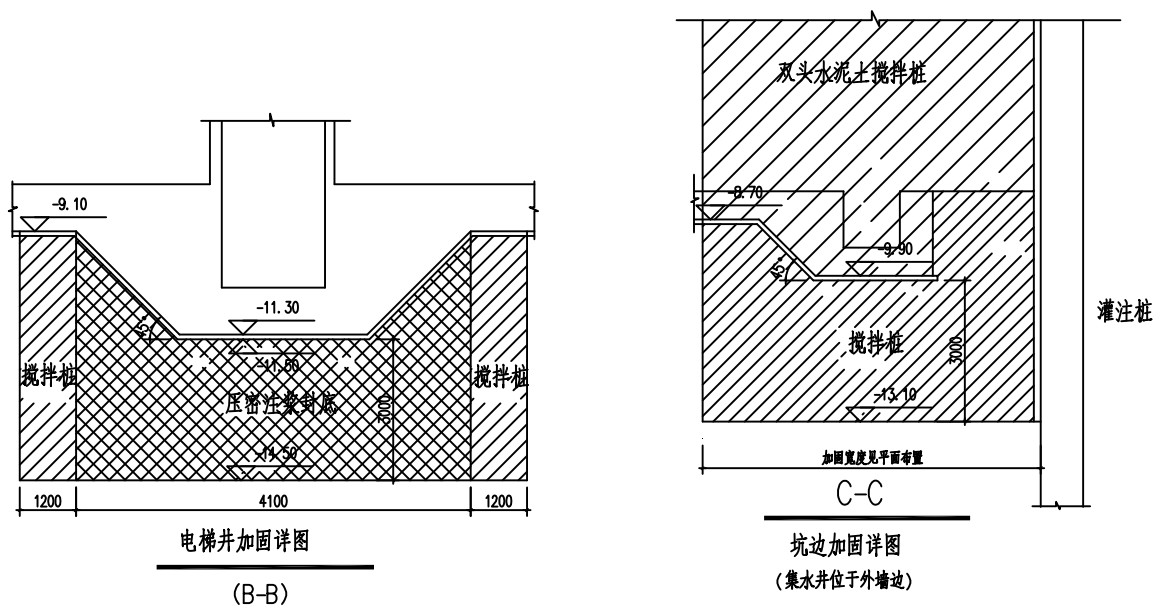 -9.10
-11.30
45°
-11.50
搅拌桩
搅拌桩
压密注浆封底
3000
-14.50
1200
4100
1200
电梯井加固详图
(B-B)
双头水泥土搅拌桩
-8.70
-9.90
45°
灌注桩
搅拌桩
3000
-13.10
加固宽度见平面布置
C-C
坑边加固详图
(集水井位于外墙边)